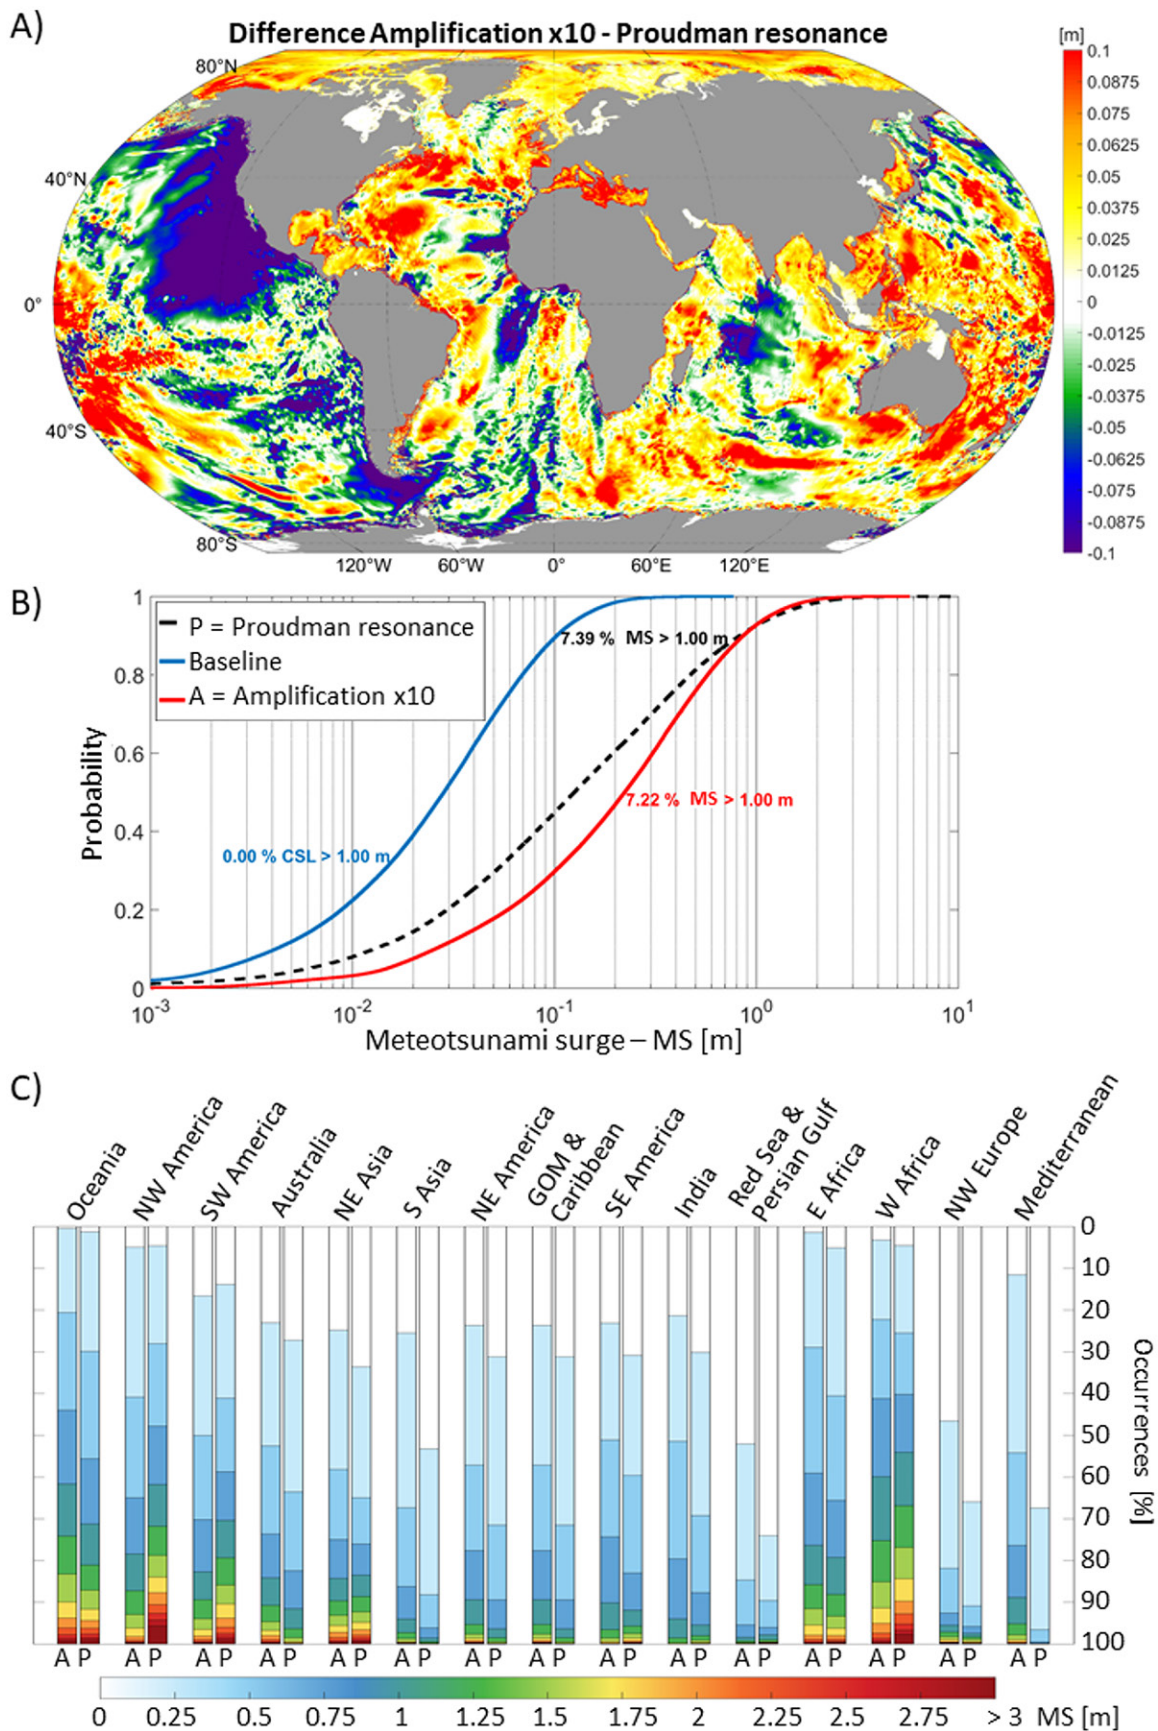 A)
Difference Amplification x10 - Proudman resonance
[m]
80°N
40°N
0°
40°S
80°S
120°W 60°W 0° 60°E 120°E
0.1
0.0875
0.075
0.0625
0.05
0.0375
0.025
0.0125
0
-0.0125
-0.025
-0.0375
-0.05
-0.0625
-0.075
-0.0875
-0.1
B)
P = Proudman resonance
Baseline
A = Amplification x10
7.39 % MS > 1.00 m
7.22 % MS > 1.00 m
0.00 % CSL > 1.00 m
Probability
1
0.8
0.6
0.4
0.2
0
10-3 10-2 10-1 100 101
Meteotsunami surge – MS [m]
C)
Oceania
NW America
SW America
Australia
NE Asia
S Asia
NE America
GOM &
Caribbean
SE America
India
Red Sea &
Persian Gulf
E Africa
W Africa
NW Europe
Mediterranean
0
10
20
30
40
50
60
70
80
90
100
Occurrences [%]
A P A P A P A P A P A P A P A P A P A P A P A P A P A P A P
0 0.25 0.5 0.75 1 1.25 1.5 1.75 2 2.25 2.5 2.75 > 3 MS [m]